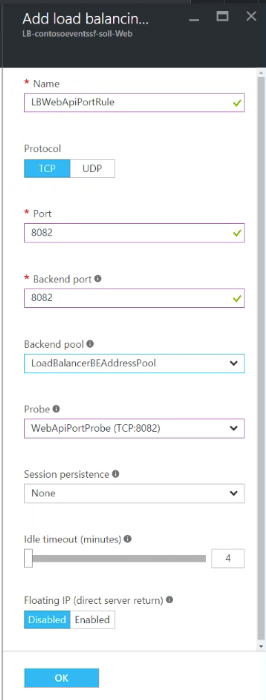 Add load balancin...
LB-contosoeventssf-soll-Web
* Name
LBWebApiPortRule
Protocol
TCP UDP
* Port
8082
* Backend port
8082
Backend pool
LoadBalancerBEAddressPool
Probe
WebApiPortProbe (TCP:8082)
Session persistence
None
Idle timeout (minutes)
4
Floating IP (direct server return)
Disabled Enabled
OK